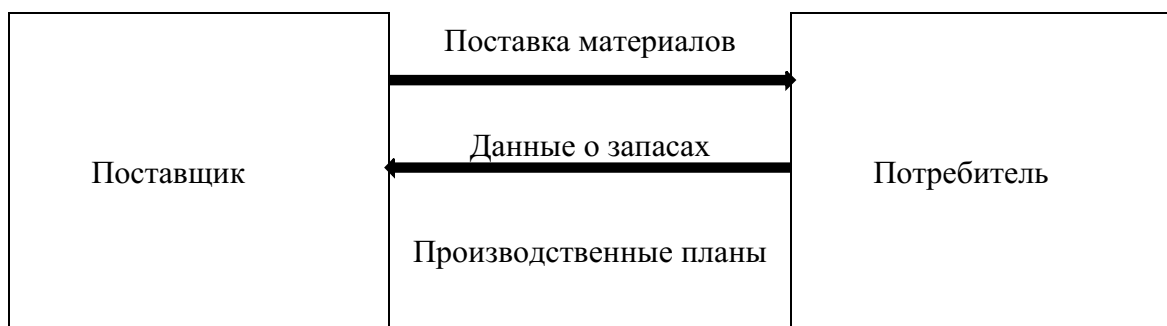 Поставка материалов
Данные о запасах
Поставщик
Потребитель
Производственные планы